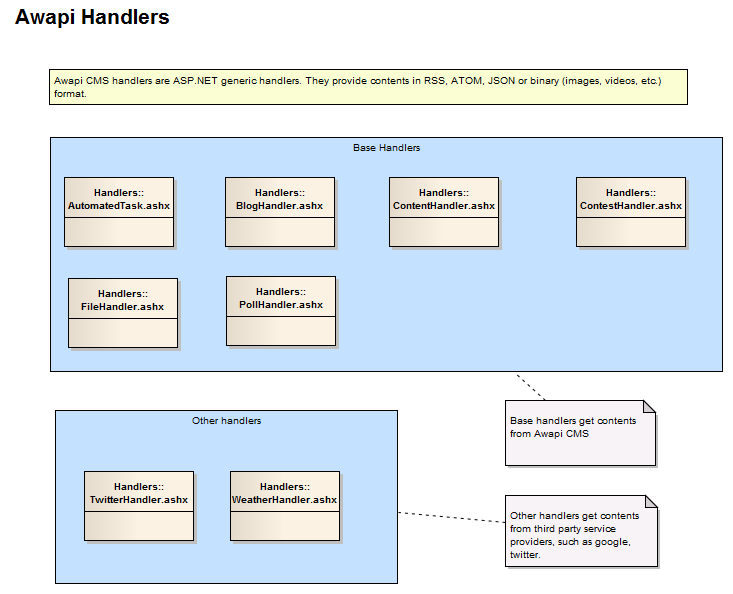 Awapi Handlers
Awapi CMS handlers are ASP.NET generic handlers. They provide contents in RSS, ATOM, JSON or binary (images, videos, etc.)
format.
Base Handlers
Handlers::
AutomatedTask.ashx
Handlers::
BlogHandler.ashx
Handlers::
ContentHandler.ashx
Handlers::
ContestHandler.ashx
Handlers::
FileHandler.ashx
Handlers::
PollHandler.ashx
Base handlers get contents
from Awapi CMS
Other handlers
Handlers::
TwitterHandler.ashx
Handlers::
WeatherHandler.ashx
Other handlers get contents
from third party service
providers, such as google,
twitter.